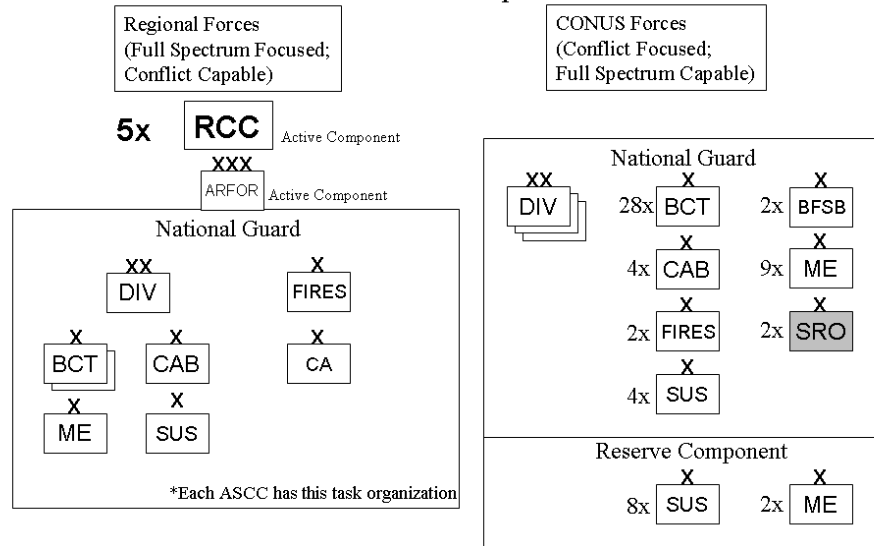 Regional Forces
(Full Spectrum Focused;
Conflict Capable)
5x RCC Active Component
XXX
ARFOR Active Component
National Guard
XX
DIV
X
FIRES
X
BCT
X
CAB
X
CA
X
ME
X
SUS
*Each ASCC has this task organization
CONUS Forces
(Conflict Focused;
Full Spectrum Capable)
National Guard
XX
DIV
X
28x BCT
X
2x BFSB
X
4x CAB
X
9x ME
X
2x FIRES
X
2x SRO
X
4x SUS
Reserve Component
X
8x SUS
X
2x ME